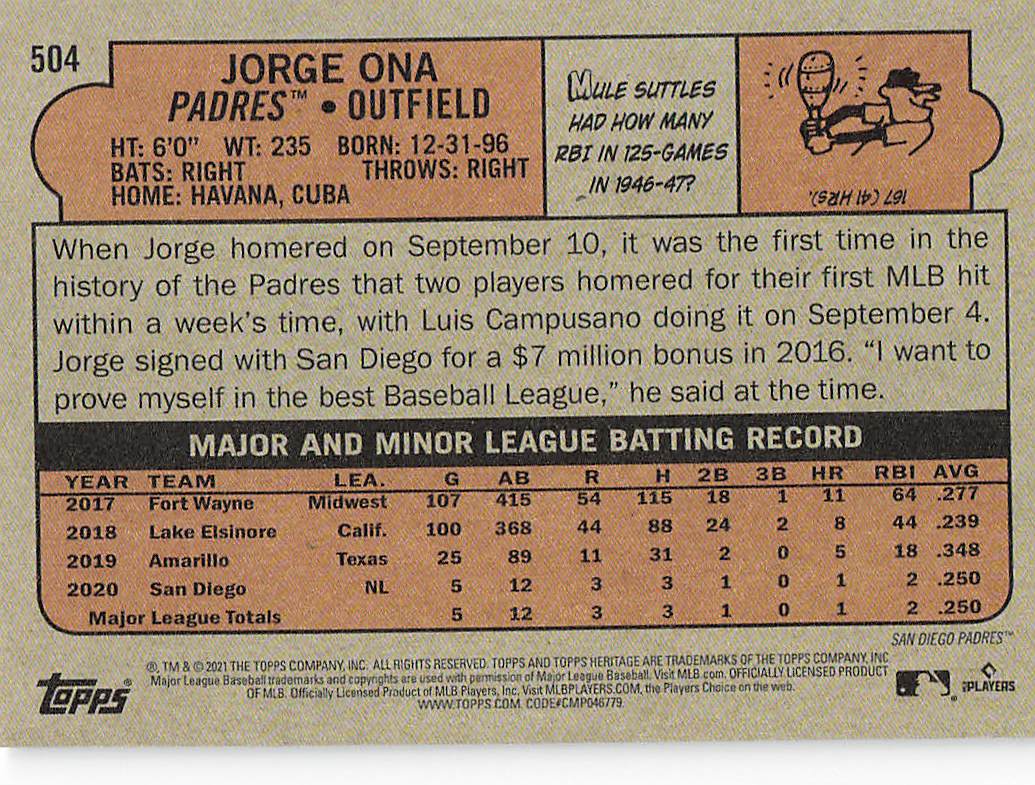 504
JORGE ONA
PADRES™ • OUTFIELD
HT: 6'0" WT: 235 BORN: 12-31-96
BATS: RIGHT THROWS: RIGHT
HOME: HAVANA, CUBA
MULE SUTTLES
HAD HOW MANY
RBI IN 125-GAMES
IN 1946-47?
167 (41 HRS).
When Jorge homered on September 10, it was the first time in the
history of the Padres that two players homered for their first MLB hit
within a week's time, with Luis Campusano doing it on September 4.
Jorge signed with San Diego for a $7 million bonus in 2016. "I want to
prove myself in the best Baseball League," he said at the time.
MAJOR AND MINOR LEAGUE BATTING RECORD
YEAR TEAM LEA. G AB R H 2B 3B HR RBI AVG
2017 Fort Wayne Midwest 107 415 54 115 18 1 11 64 .277
2018 Lake Elsinore Calif. 100 368 44 88 24 2 8 44 .239
2019 Amarillo Texas 25 89 11 31 2 0 5 18 .348
2020 San Diego NL 5 12 3 3 1 0 1 2 .250
Major League Totals 5 12 3 3 1 0 1 2 .250
SAN DIEGO PADRES™
®, TM & © 2021 THE TOPPS COMPANY, INC. ALL RIGHTS RESERVED. TOPPS AND TOPPS HERITAGE ARE TRADEMARKS OF THE TOPPS COMPANY, INC
Major League Baseball trademarks and copyrights are used with permission of Major League Baseball. Visit MLB.com. OFFICIALLY LICENSED PRODUCT
OF MLB. Officially Licensed Product of MLB Players, Inc. Visit MLBPLAYERS.COM, the Players Choice on the web.
WWW.TOPPS.COM. CODE#CMP046779
TOPPS®
PLAYERS